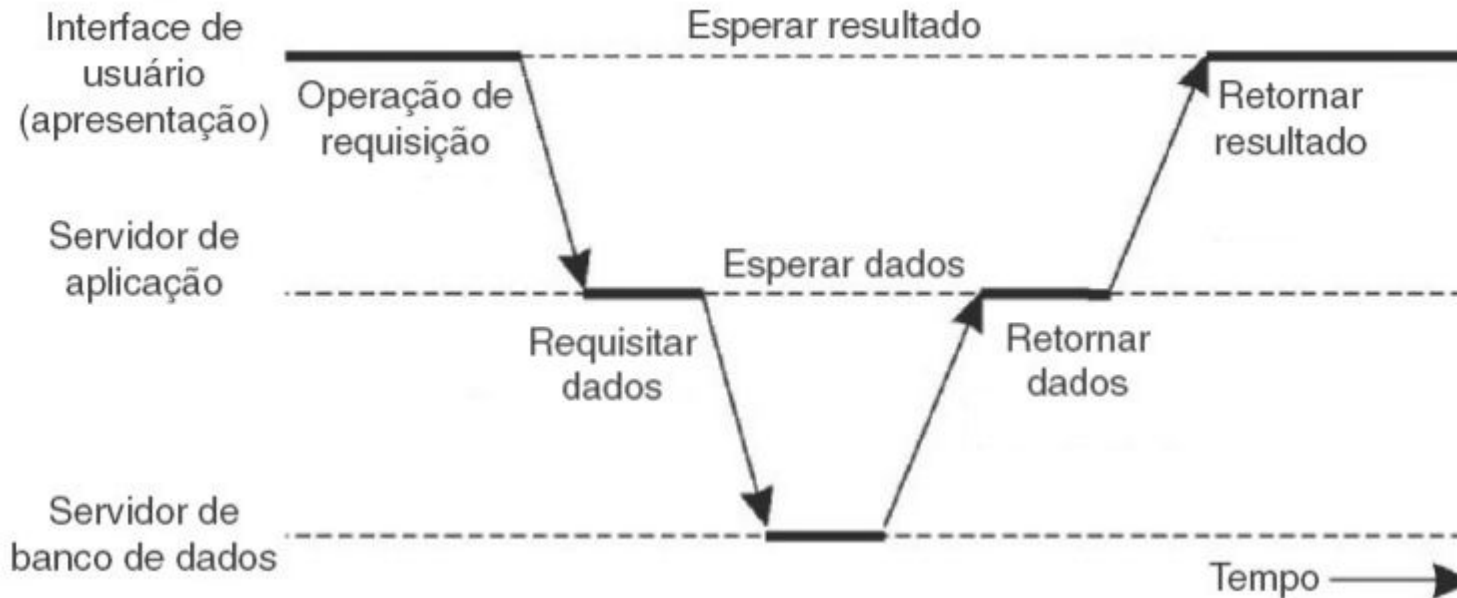 Interface de
usuário
(apresentação)
Esperar resultado
Operação de
requisição
Retornar
resultado
Servidor de
aplicação
Esperar dados
Requisitar
dados
Retornar
dados
Servidor de
banco de dados
Tempo